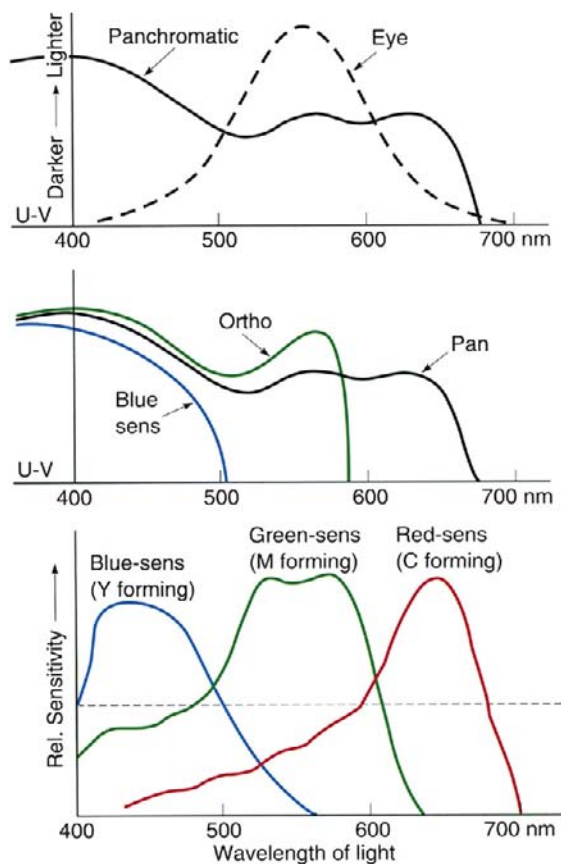 Darker → Lighter
Panchromatic
Eye
U-V
400
500
600
700 nm
Ortho
Pan
Blue
sens
U-V
400
500
600
700 nm
Rel. Sensitivity →
Blue-sens
(Y forming)
Green-sens
(M forming)
Red-sens
(C forming)
400
500
600
700 nm
Wavelength of light